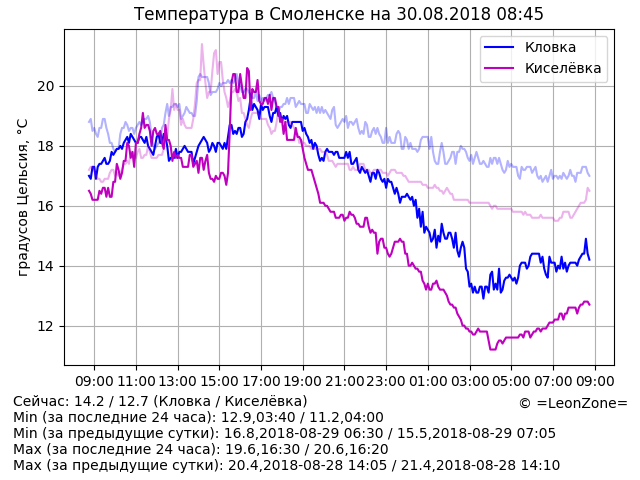 Температура в Смоленске на 30.08.2018 08:45
Кловка
Киселёвка
градусов Цельсия, °C
20
18
16
14
12
09:00 11:00 13:00 15:00 17:00 19:00 21:00 23:00 01:00 03:00 05:00 07:00 09:00
Сейчас: 14.2 / 12.7 (Кловка / Киселёвка)
© =LeonZone=
Min (за последние 24 часа): 12.9,03:40 / 11.2,04:00
Min (за предыдущие сутки): 16.8,2018-08-29 06:30 / 15.5,2018-08-29 07:05
Max (за последние 24 часа): 19.6,16:30 / 20.6,16:20
Max (за предыдущие сутки): 20.4,2018-08-28 14:05 / 21.4,2018-08-28 14:10